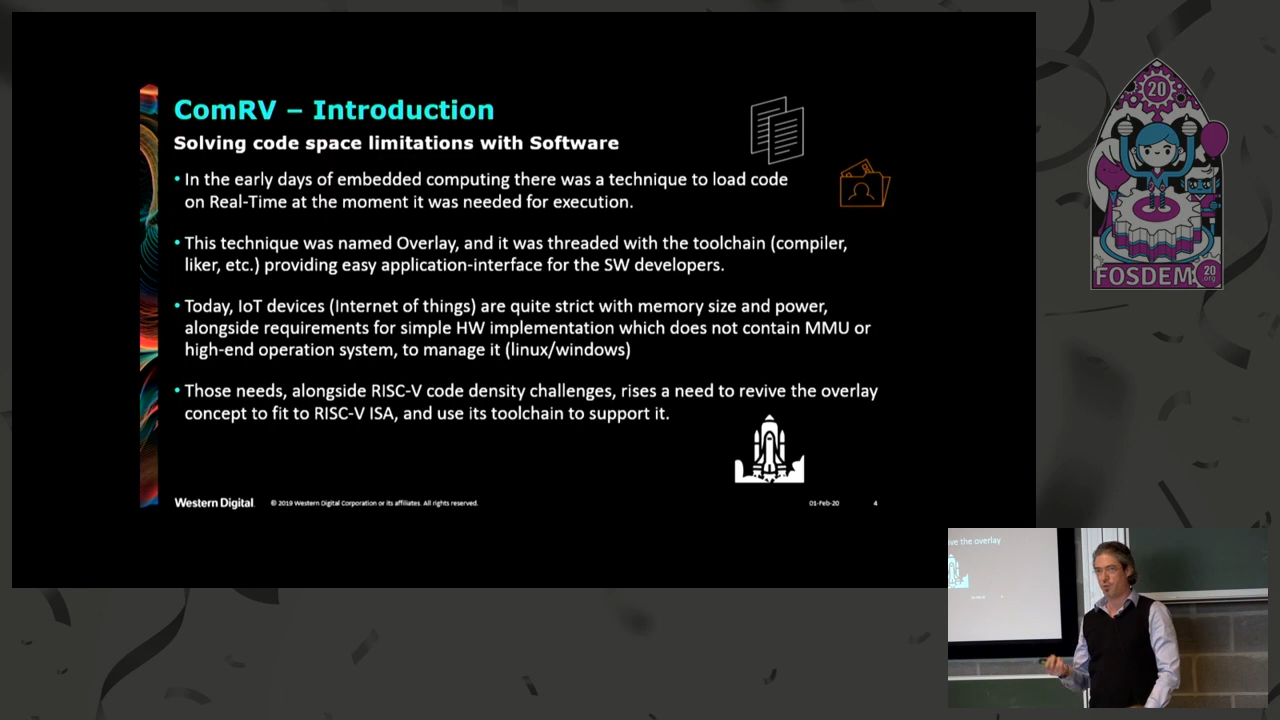 ComRV – Introduction
Solving code space limitations with Software
• In the early days of embedded computing there was a technique to load code
on Real-Time at the moment it was needed for execution.
• This technique was named Overlay, and it was threaded with the toolchain (compiler,
liker, etc.) providing easy application-interface for the SW developers.
• Today, IoT devices (Internet of things) are quite strict with memory size and power,
alongside requirements for simple HW implementation which does not contain MMU or
high-end operation system, to manage it (linux/windows)
• Those needs, alongside RISC-V code density challenges, rises a need to revive the overlay
concept to fit to RISC-V ISA, and use its toolchain to support it.
Western Digital © 2019 Western Digital Corporation or its affiliates. All rights reserved. 01-Feb-20 4
20
FOSDEM 20
.org
ve the overlay